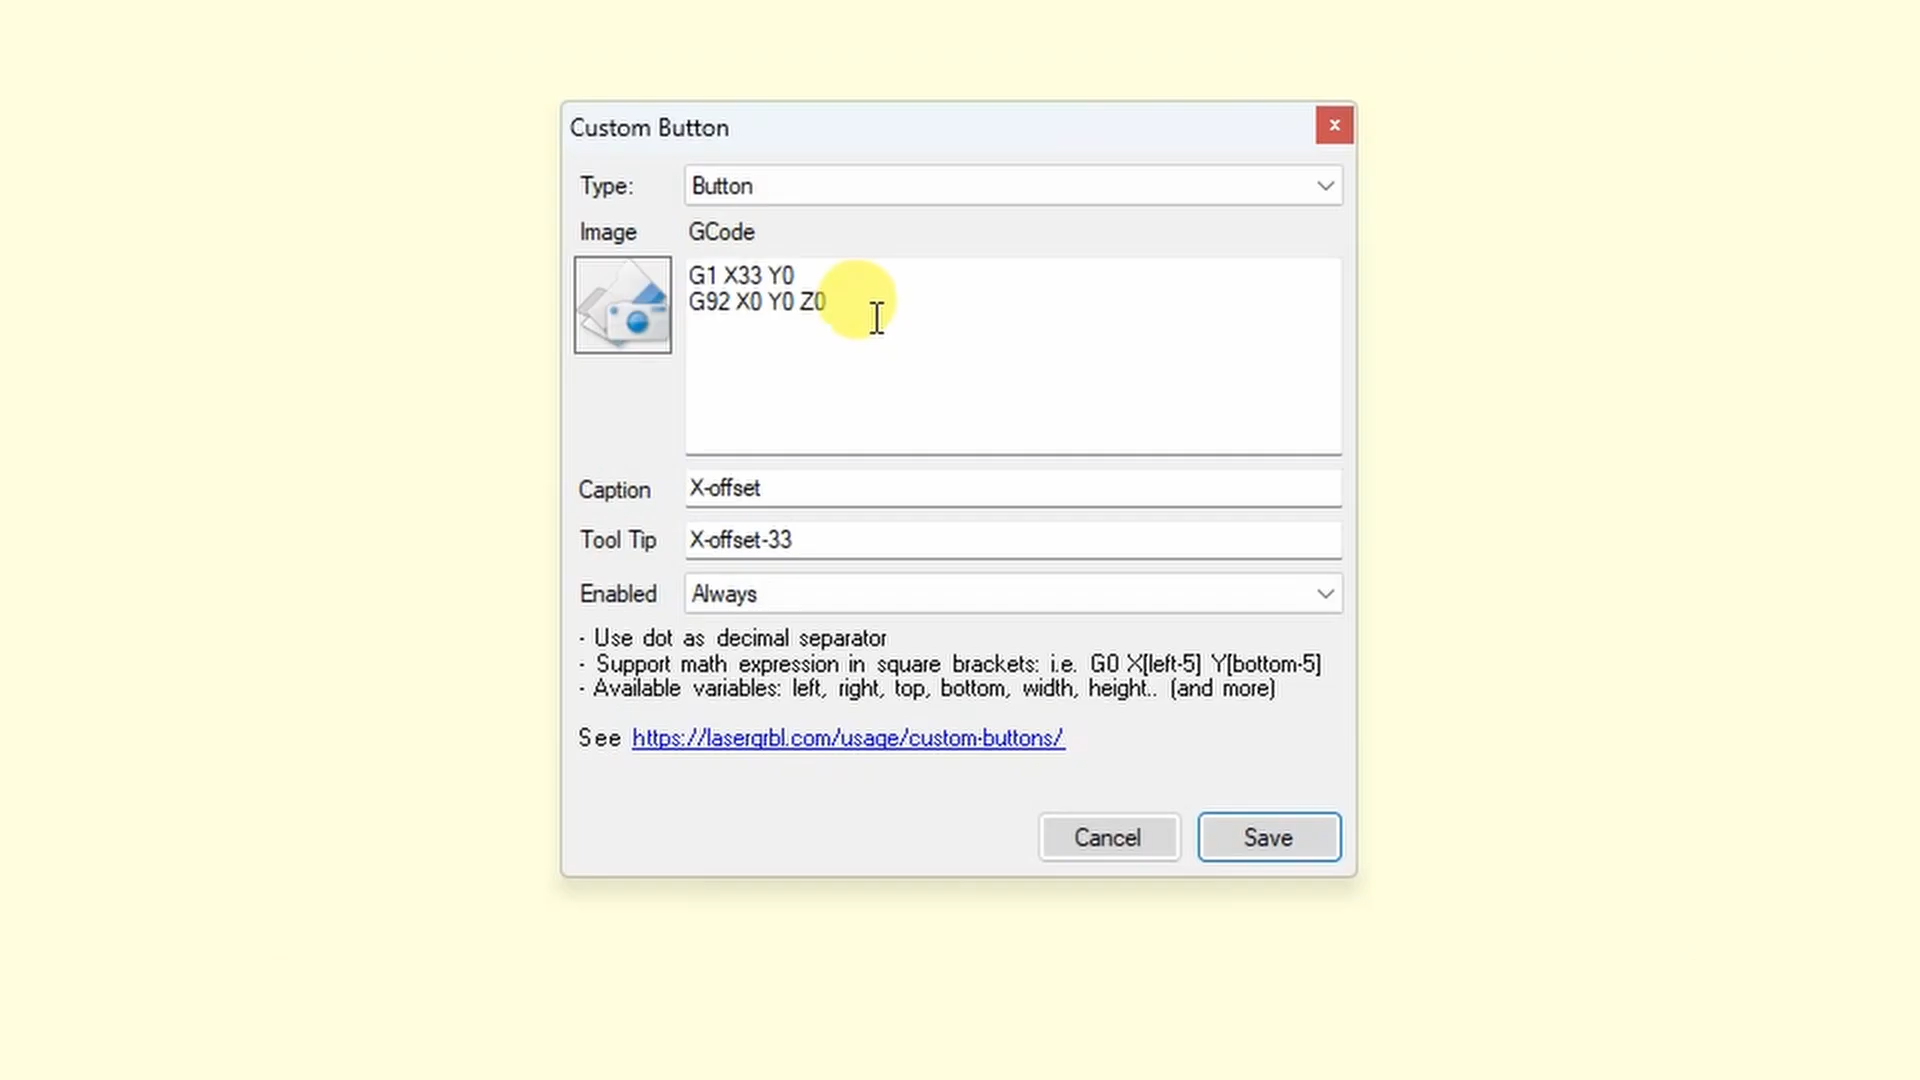 Custom Button
x
Type: Button
Image GCode
G1 X33 Y0
G92 X0 Y0 Z0
Caption X-offset
Tool Tip X-offset-33
Enabled Always
- Use dot as decimal separator
- Support math expression in square brackets: i.e. G0 X[left-5] Y[bottom-5]
- Available variables: left, right, top, bottom, width, height.. (and more)
See https://lasergrbl.com/usage/custom-buttons/
Cancel Save